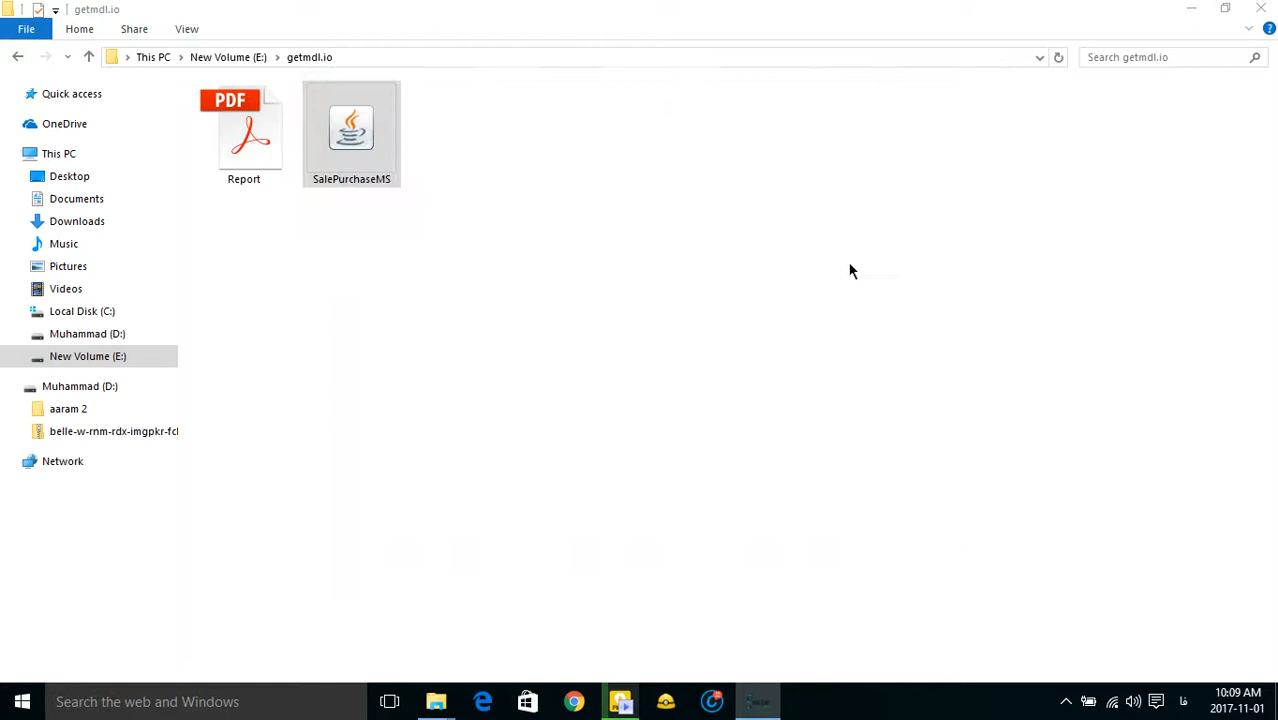 getmdl.io
File Home Share View
This PC New Volume (E:) getmdl.io Search getmdl.io
Quick access
OneDrive
This PC
Desktop
Documents
Downloads
Music
Pictures
Videos
Local Disk (C:)
Muhammad (D:)
New Volume (E:)
Muhammad (D:)
aaram 2
belle-w-rnm-rdx-imgpkr-fcl
Network
PDF
Report
SalePurchaseMS
Search the web and Windows
فا
10:09 AM
2017-11-01